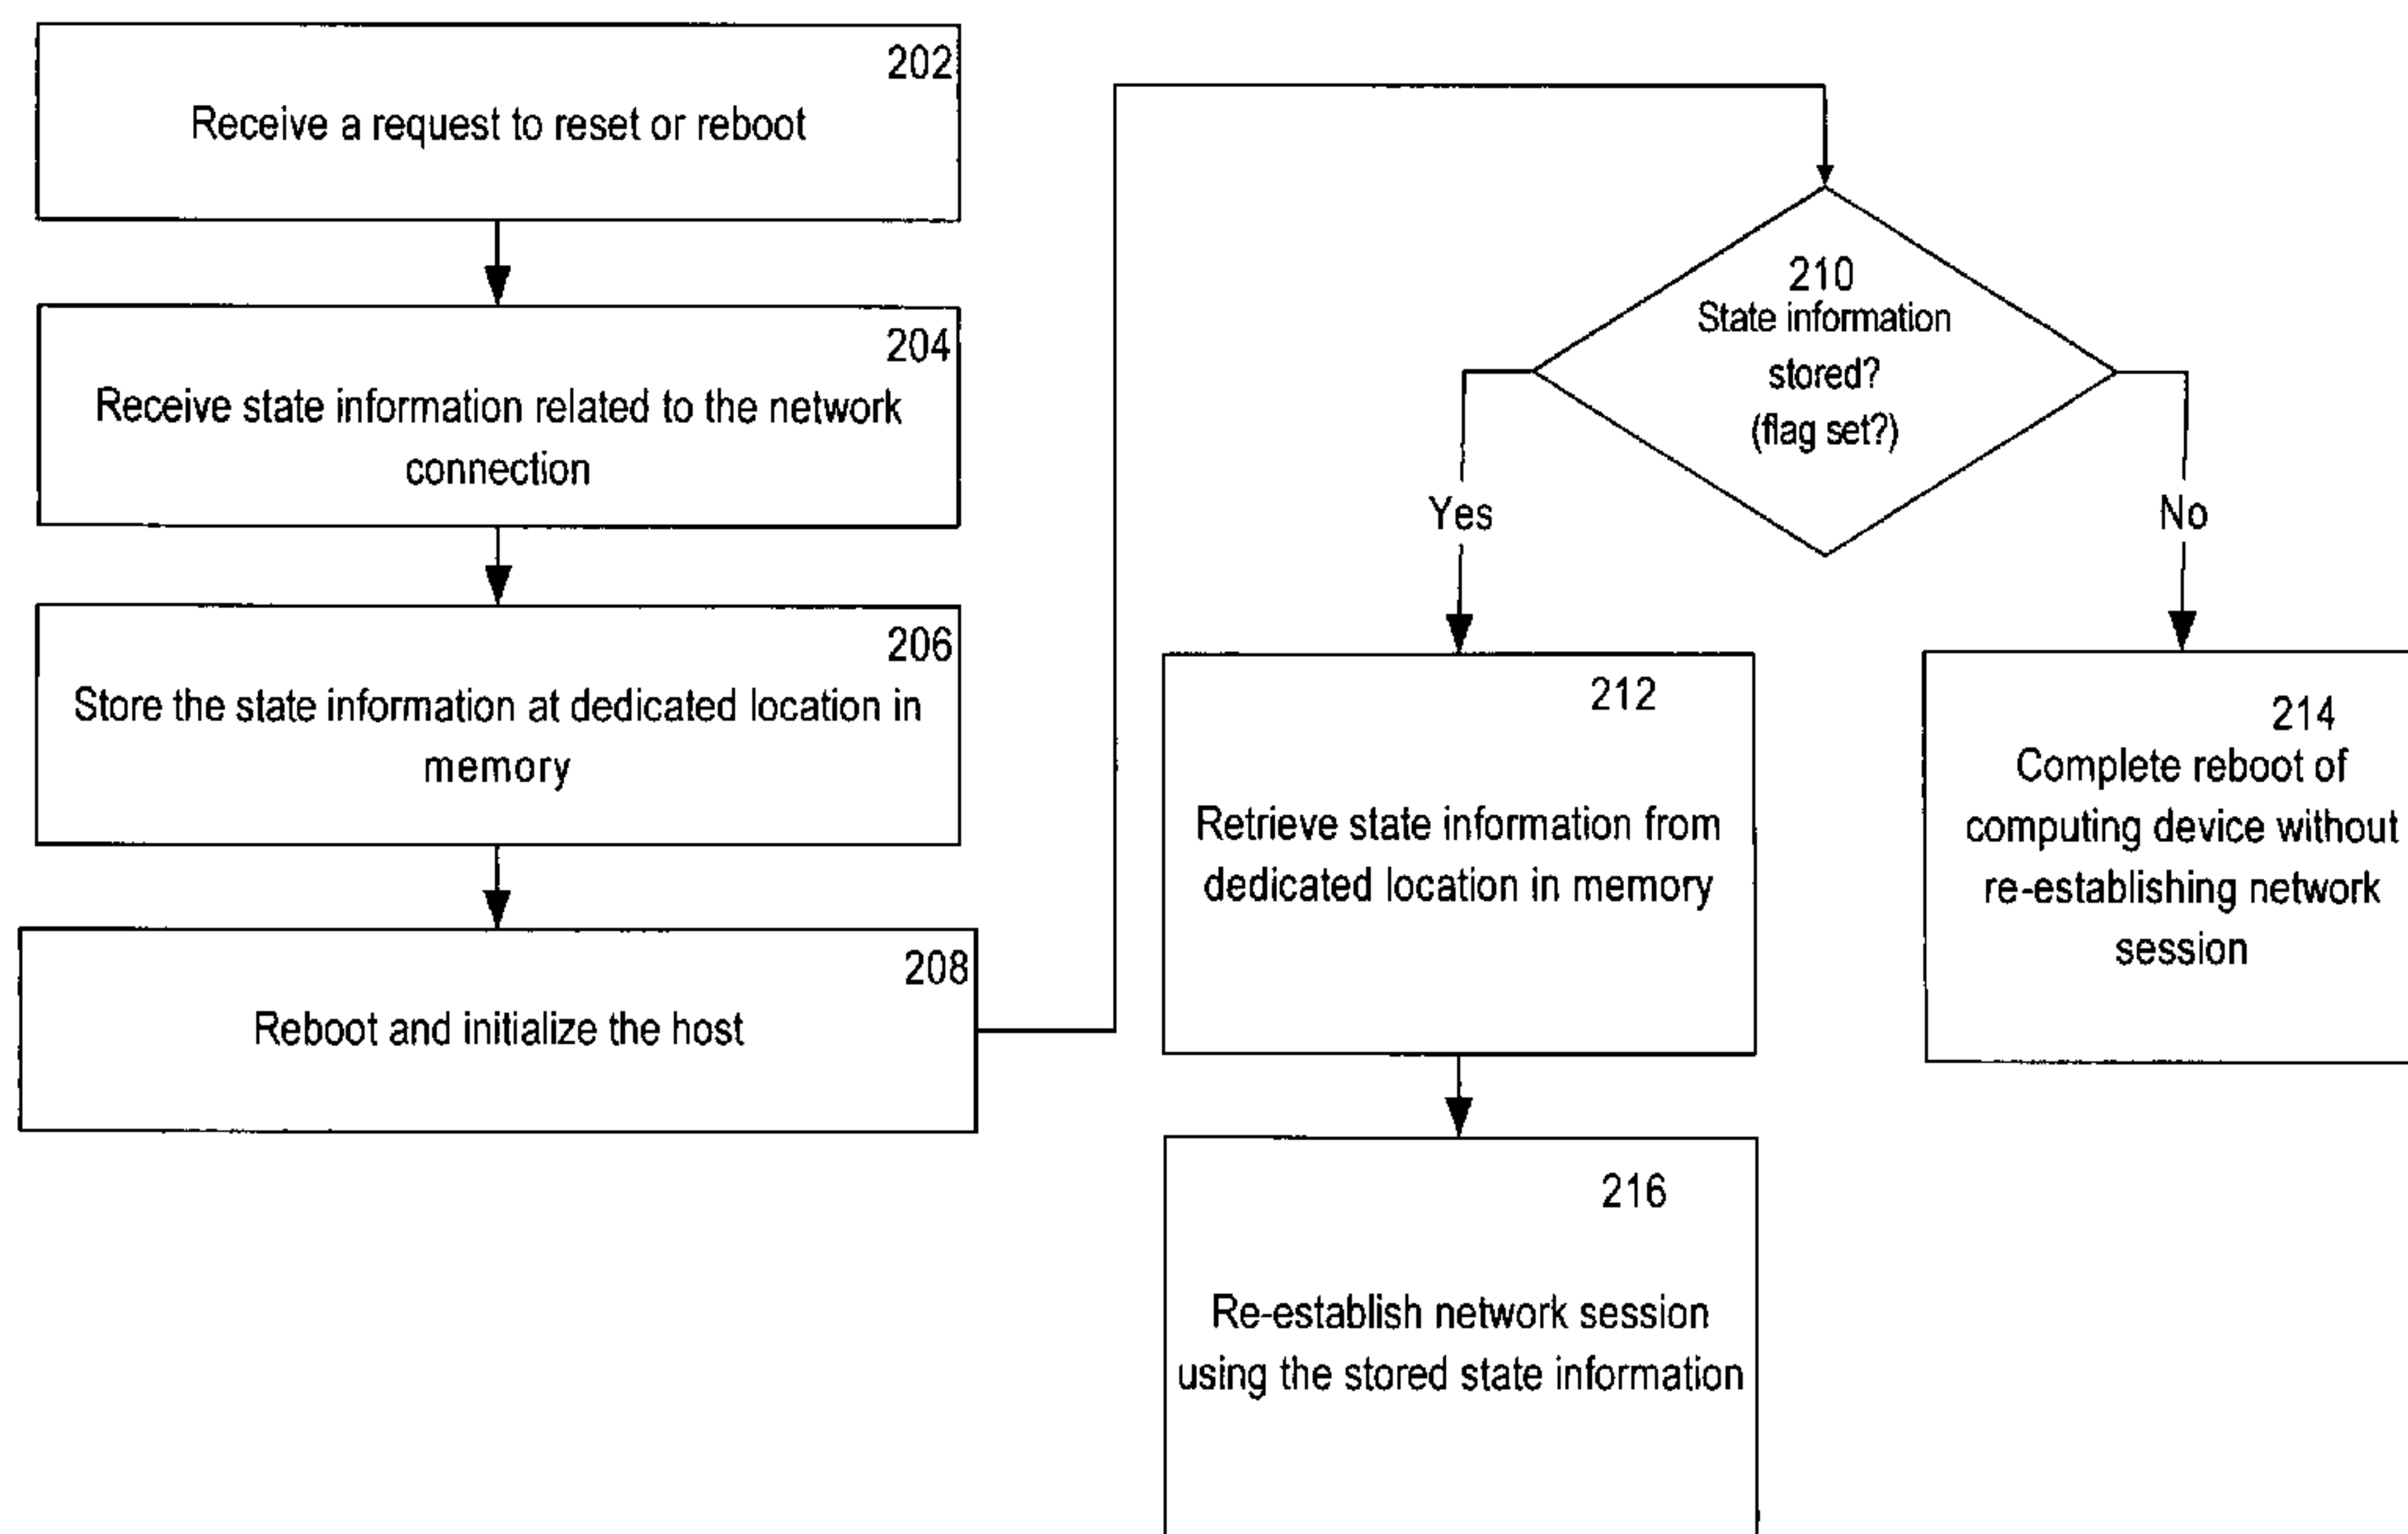 202
Receive a request to reset or reboot
204
Receive state information related to the network
connection
206
Store the state information at dedicated location in
memory
208
Reboot and initialize the host
210
State information
stored?
(flag set?)
Yes
No
212
Retrieve state information from
dedicated location in memory
214
Complete reboot of
computing device without
re-establishing network
session
216
Re-establish network session
using the stored state information